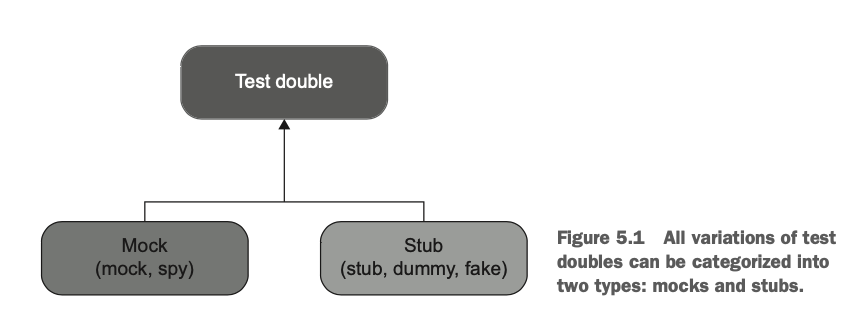 Test double
Mock
(mock, spy)
Stub
(stub, dummy, fake)
Figure 5.1 All variations of test
doubles can be categorized into
two types: mocks and stubs.